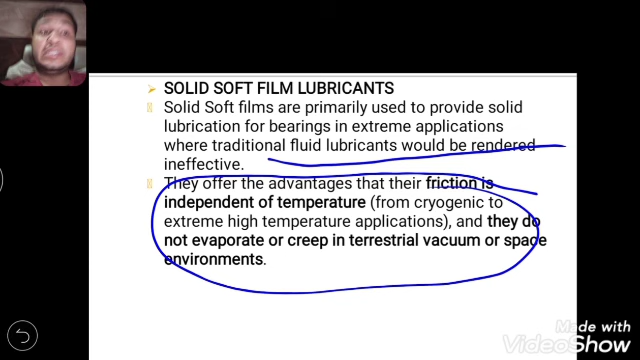 SOLID SOFT FILM LUBRICANTS
Solid Soft films are primarily used to provide solid
lubrication for bearings in extreme applications
where traditional fluid lubricants would be rendered
ineffective.
They offer the advantages that their friction is
independent of temperature (from cryogenic to
extreme high temperature applications), and they do
not evaporate or creep in terrestrial vacuum or space
environments.
Made with
VideoShow